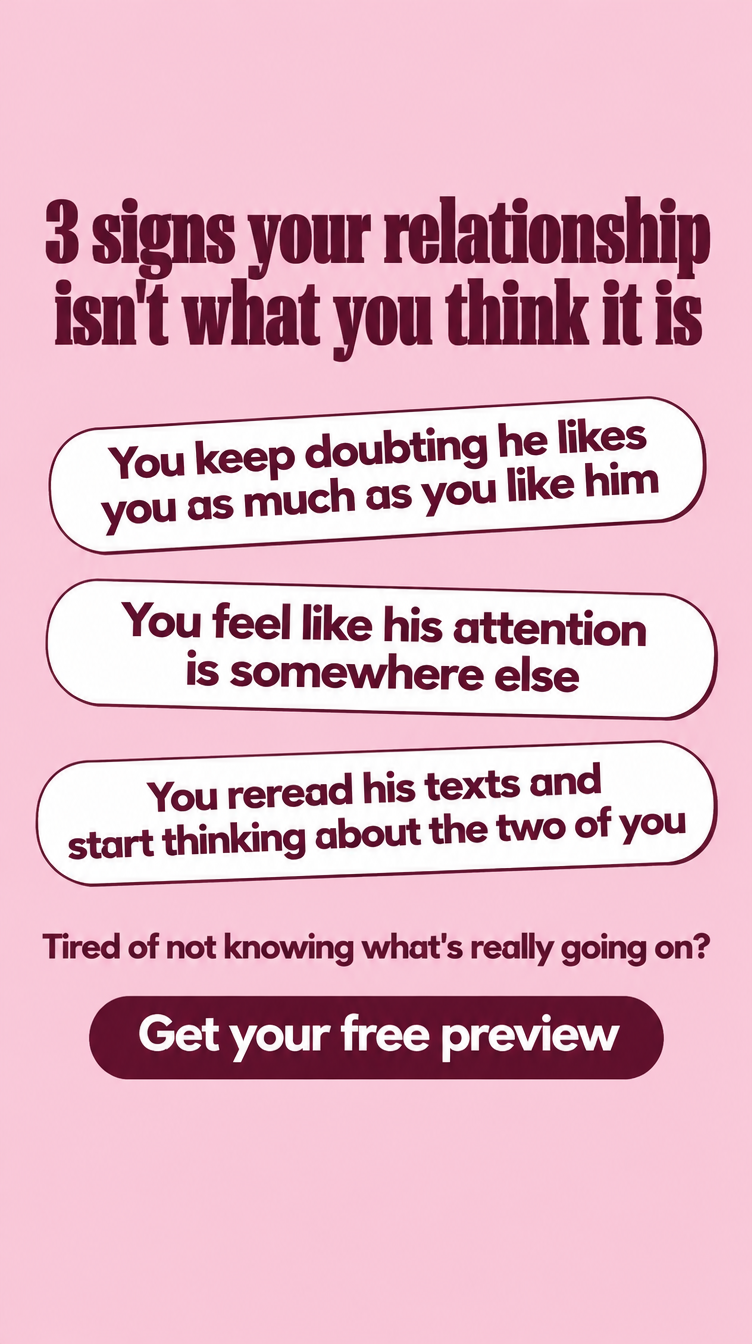 3 signs your relationship
isn't what you think it is
You keep doubting he likes
you as much as you like him
You feel like his attention
is somewhere else
You reread his texts and
start thinking about the two of you
Tired of not knowing what's really going on?
Get your free preview